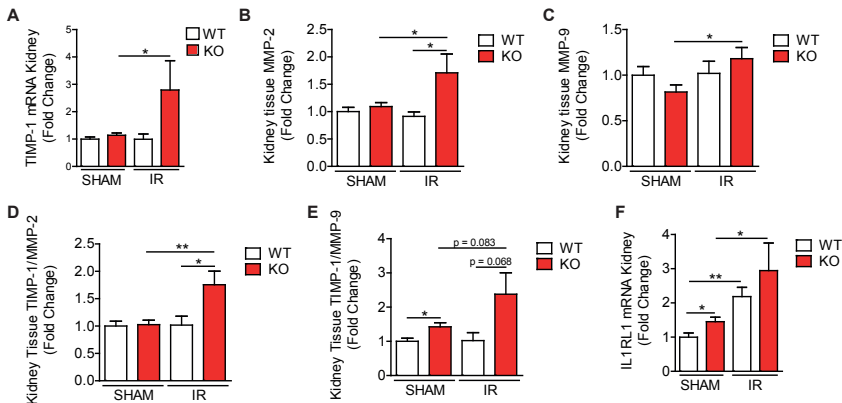 A
TIMP-1 mRNA Kidney
(Fold Change)
5
4
3
2
1
0
*
WT
KO
SHAM
IR
B
Kidney tissue MMP-2
(Fold Change)
2.5
2.0
1.5
1.0
0.5
0.0
*
*
WT
KO
SHAM
IR
C
Kidney tissue MMP-9
(Fold Change)
1.5
1.0
0.5
0.0
*
WT
KO
SHAM
IR
D
Kidney Tissue TIMP-1/MMP-2
(Fold Change)
2.5
2.0
1.5
1.0
0.5
0.0
**
*
WT
KO
SHAM
IR
E
Kidney Tissue TIMP-1/MMP-9
(Fold Change)
4
3
2
1
0
p = 0.083
p = 0.068
*
WT
KO
SHAM
IR
F
IL1RL1 mRNA Kidney
(Fold Change)
4
3
2
1
0
*
**
*
WT
KO
SHAM
IR